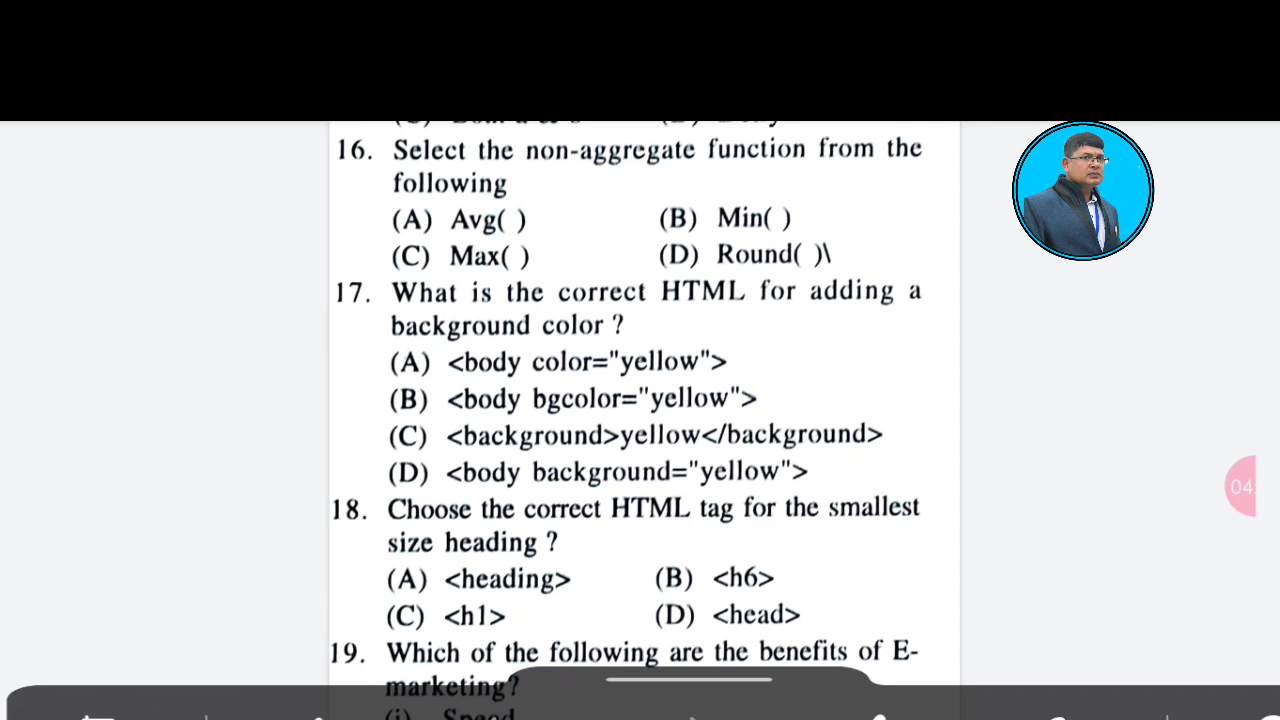 16. Select the non-aggregate function from the
following
(A) Avg( ) (B) Min( )
(C) Max( ) (D) Round( )\
17. What is the correct HTML for adding a
background color ?
(A) <body color="yellow">
(B) <body bgcolor="yellow">
(C) <background>yellow</background>
(D) <body background="yellow">
18. Choose the correct HTML tag for the smallest
size heading ?
(A) <heading> (B) <h6>
(C) <h1> (D) <head>
19. Which of the following are the benefits of E-
marketing?
(i) Speed
04